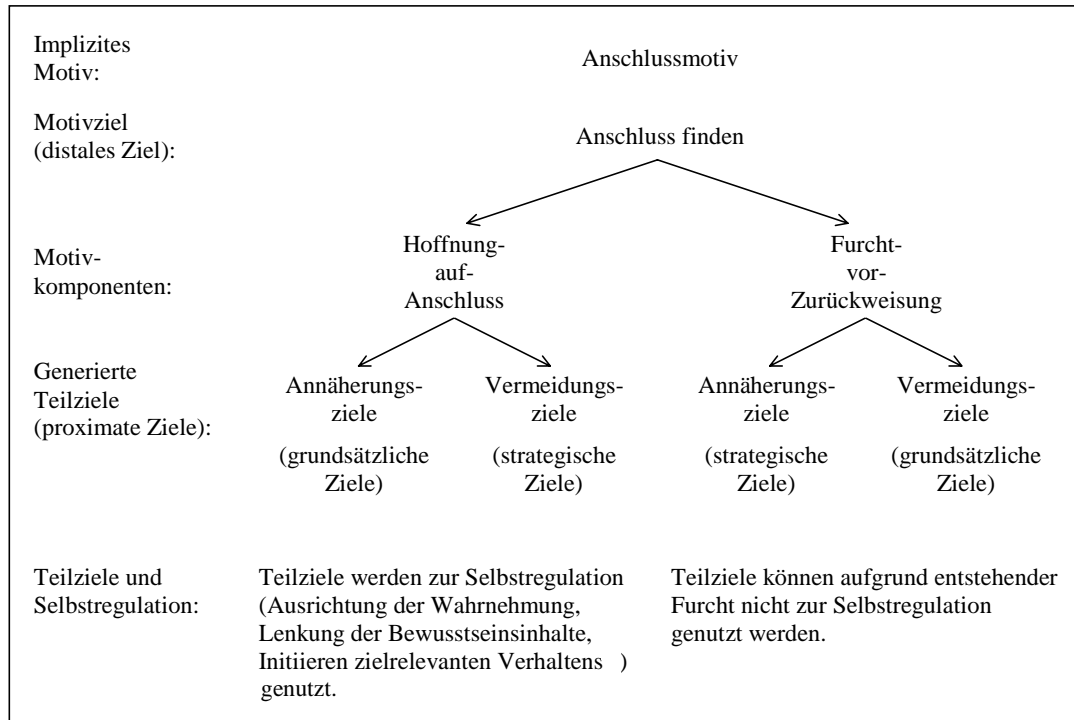 Implizites
Motiv:
Anschlussmotiv
Motivziel
(distales Ziel):
Anschluss finden
Motiv-
komponenten:
Hoffnung-
auf-
Anschluss
Furcht-
vor-
Zurückweisung
Generierte
Teilziele
(proximate Ziele):
Annäherungs-
ziele
(grundsätzliche
Ziele)
Vermeidungs-
ziele
(strategische
Ziele)
Annäherungs-
ziele
(strategische
Ziele)
Vermeidungs-
ziele
(grundsätzliche
Ziele)
Teilziele und
Selbstregulation:
Teilziele werden zur Selbstregulation
(Ausrichtung der Wahrnehmung,
Lenkung der Bewusstseinsinhalte,
Initiieren zielrelevanten Verhaltens )
genutzt.
Teilziele können aufgrund entstehender
Furcht nicht zur Selbstregulation
genutzt werden.